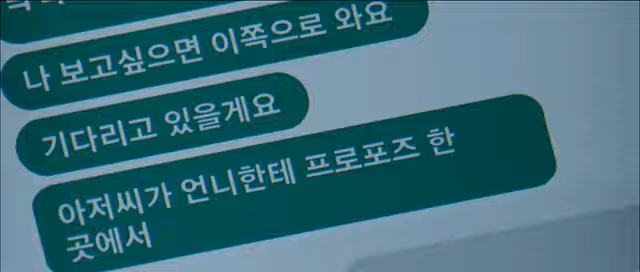 나 보고싶으면 이쪽으로 와요
기다리고 있을게요
아저씨가 언니한테 프로포즈 한
곳에서